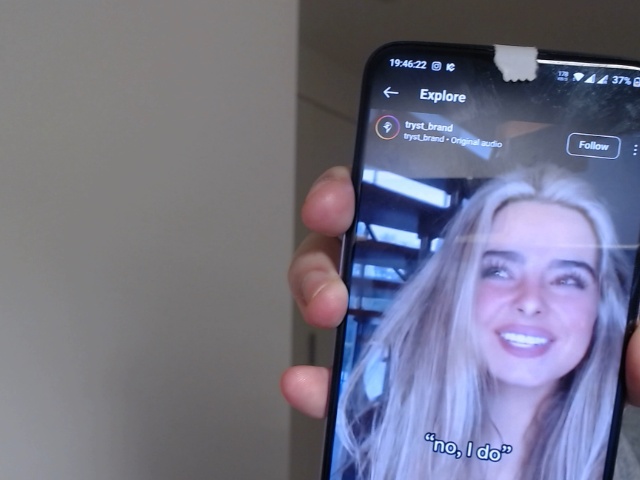 19:46:22
37%
Explore
tryst_brand
tryst_brand • Original audio
Follow
“no, I do”